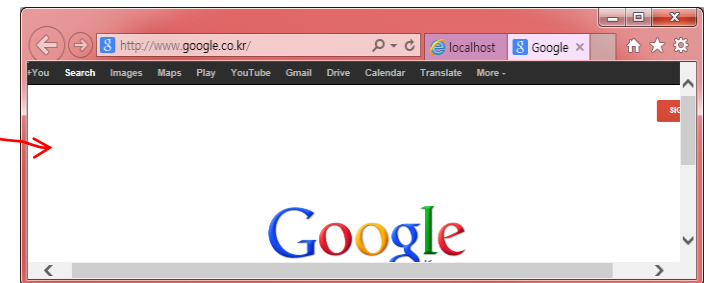 http://www.google.co.kr/ localhost Google
+You Search Images Maps Play YouTube Gmail Drive Calendar Translate More
Google